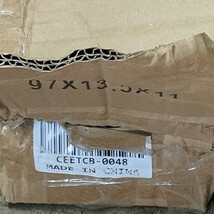 97X13.5X11
CEETCB-0048
MADE IN CHINA